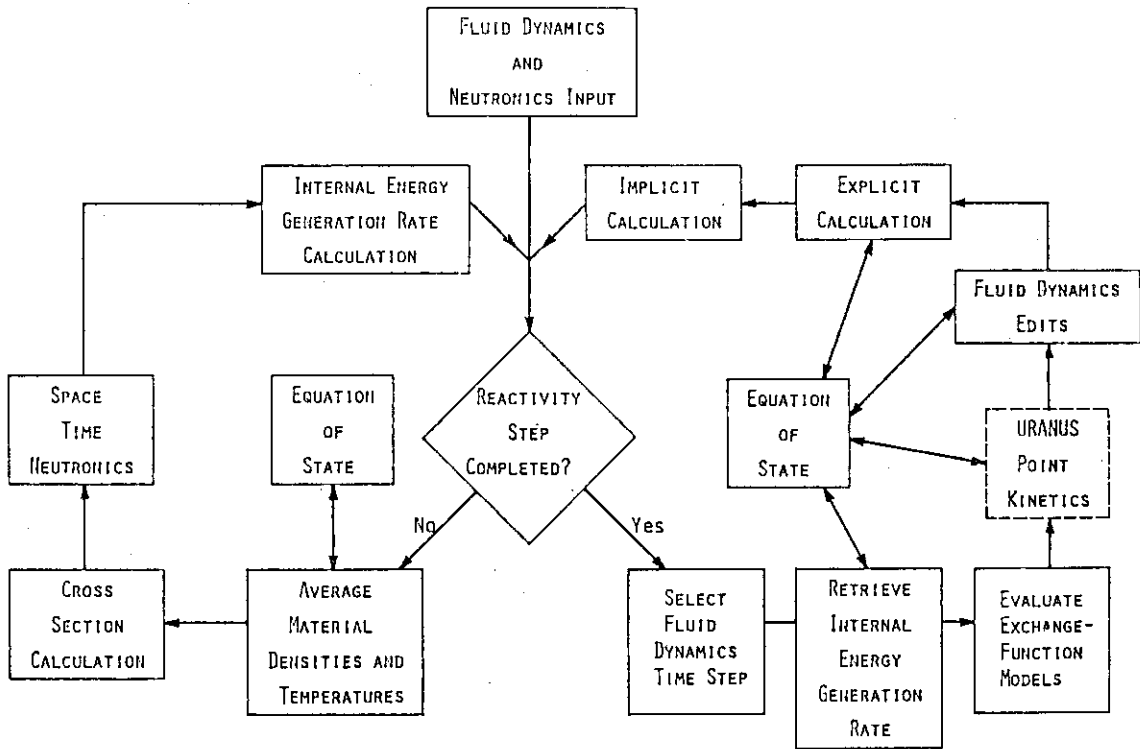 FLUID DYNAMICS
AND
NEUTRONICS INPUT
INTERNAL ENERGY
GENERATION RATE
CALCULATION
IMPLICIT
CALCULATION
EXPLICIT
CALCULATION
FLUID DYNAMICS
EDITS
SPACE
TIME
NEUTRONICS
EQUATION
OF
STATE
REACTIVITY
STEP
COMPLETED?
EQUATION
OF
STATE
URANUS
POINT
KINETICS
No
Yes
CROSS
SECTION
CALCULATION
AVERAGE
MATERIAL
DENSITIES AND
TEMPERATURES
SELECT
FLUID
DYNAMICS
TIME STEP
RETRIEVE
INTERNAL
ENERGY
GENERATION
RATE
EVALUATE
EXCHANGE-
FUNCTION
MODELS